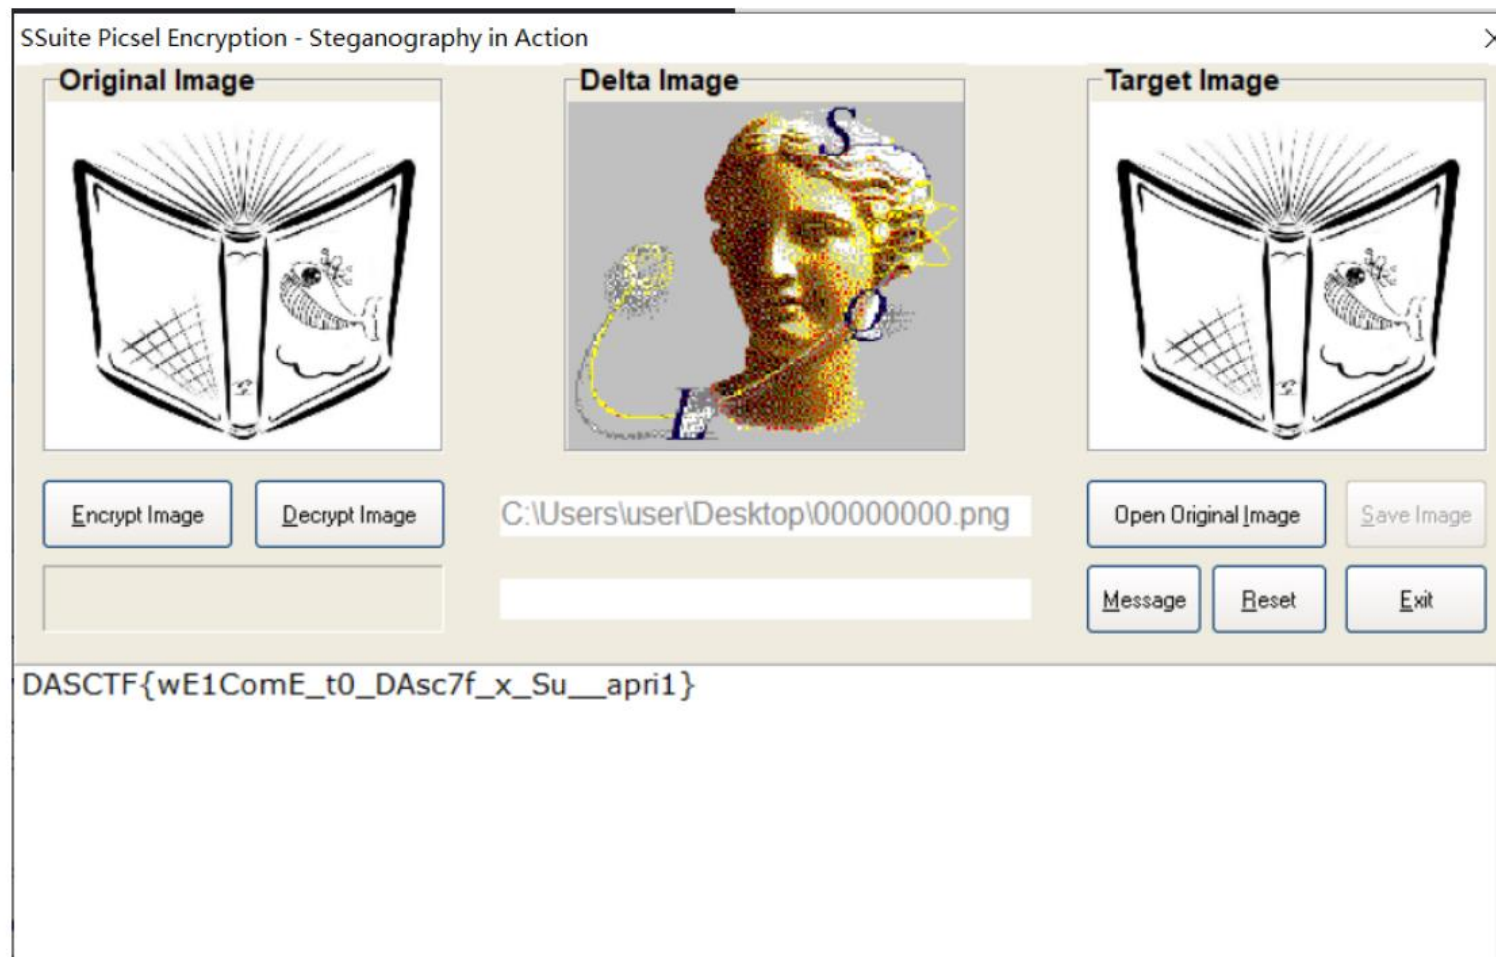 SSuite Picsel Encryption - Steganography in Action
Original Image
Delta Image
Target Image
S
O
L
Encrypt Image
Decrypt Image
C:\Users\user\Desktop\00000000.png
Open Original Image
Save Image
Message
Reset
Exit
DASCTF{wE1ComE_t0_DAsc7f_x_Su__apri1}